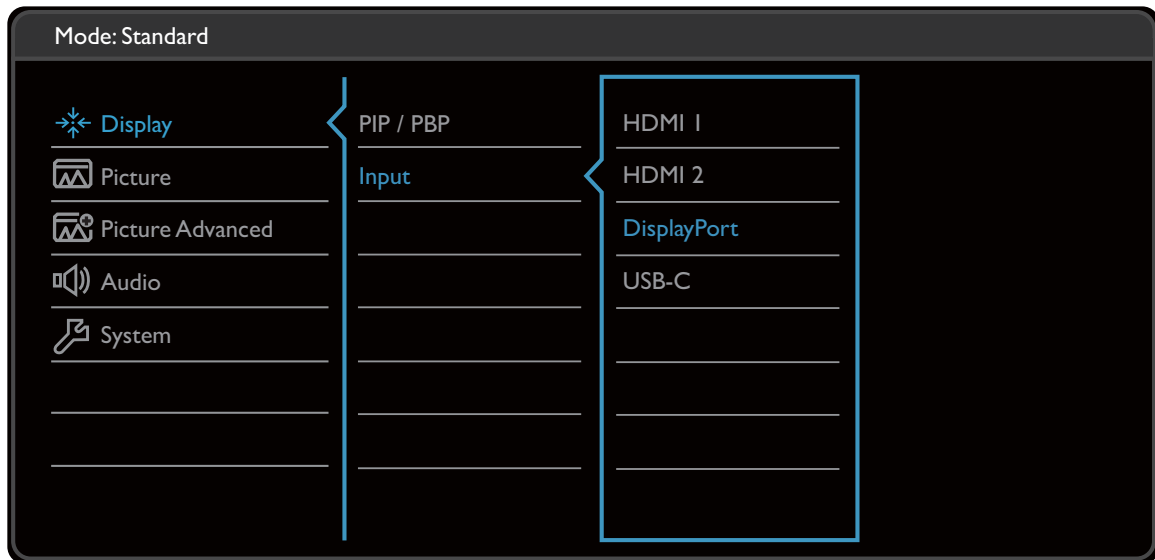 Mode: Standard
Display
Picture
Picture Advanced
Audio
System
PIP / PBP
Input
HDMI 1
HDMI 2
DisplayPort
USB-C